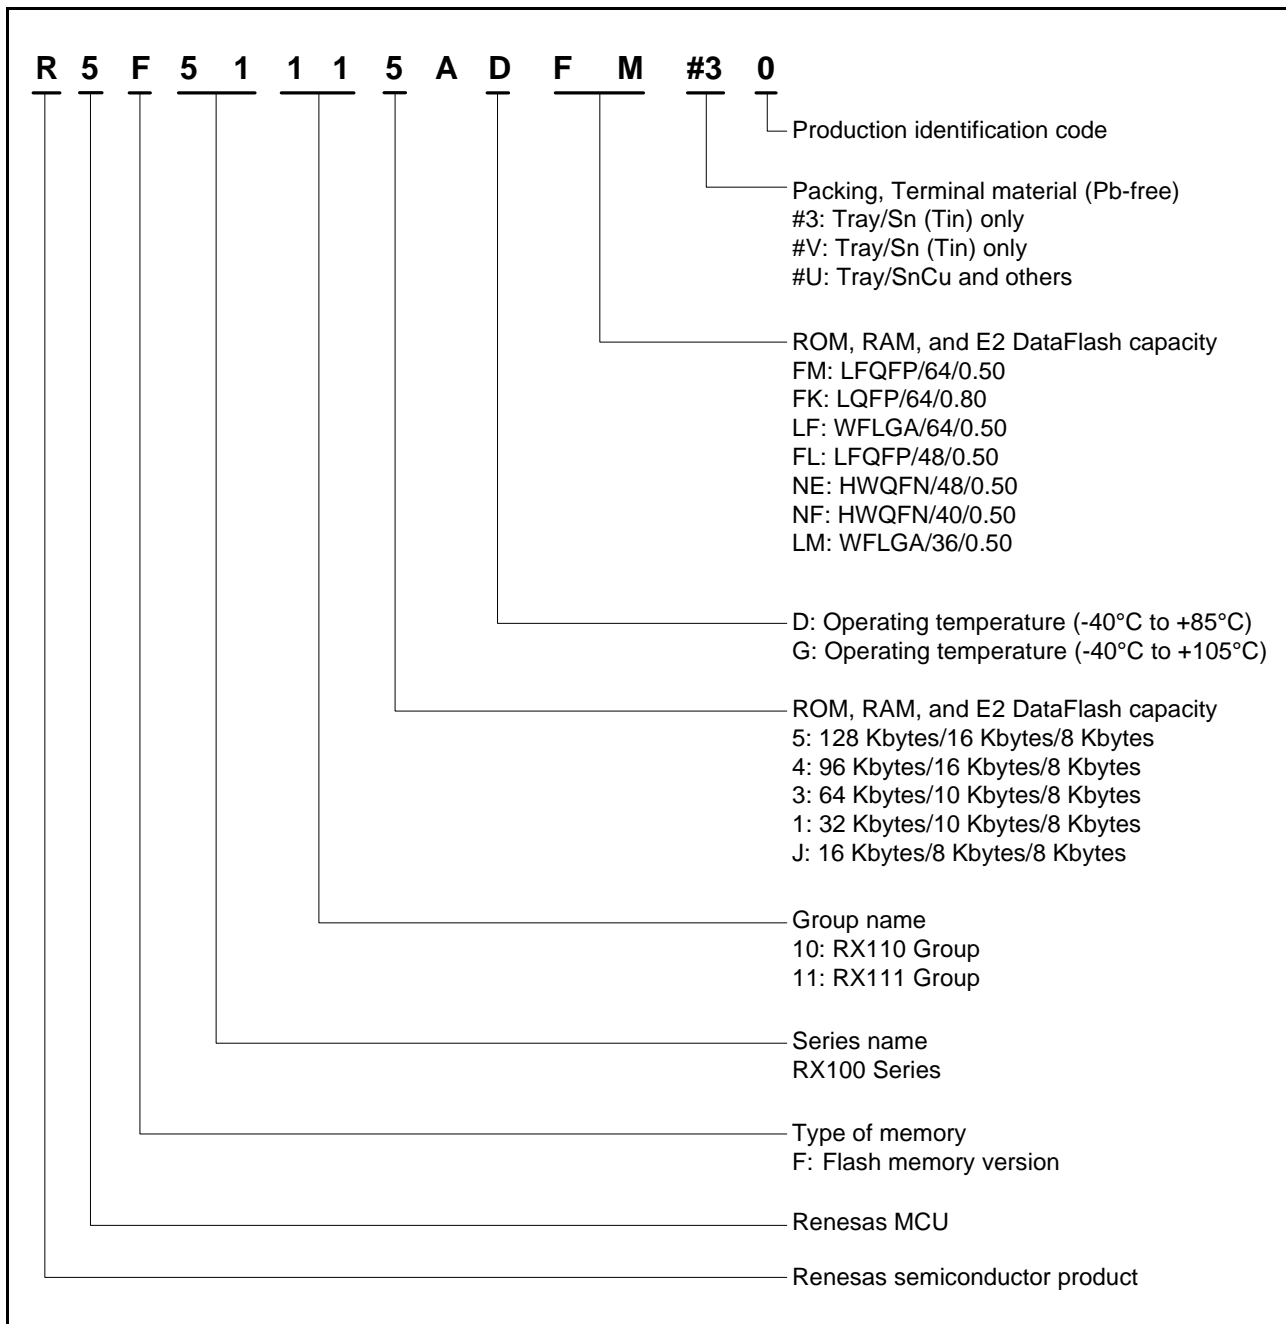 R 5 F 5 1 1 1 5 A D F M #3 0
Production identification code
Packing, Terminal material (Pb-free)
#3: Tray/Sn (Tin) only
#V: Tray/Sn (Tin) only
#U: Tray/SnCu and others
ROM, RAM, and E2 DataFlash capacity
FM: LFQFP/64/0.50
FK: LQFP/64/0.80
LF: WFLGA/64/0.50
FL: LFQFP/48/0.50
NE: HWQFN/48/0.50
NF: HWQFN/40/0.50
LM: WFLGA/36/0.50
D: Operating temperature (-40°C to +85°C)
G: Operating temperature (-40°C to +105°C)
ROM, RAM, and E2 DataFlash capacity
5: 128 Kbytes/16 Kbytes/8 Kbytes
4: 96 Kbytes/16 Kbytes/8 Kbytes
3: 64 Kbytes/10 Kbytes/8 Kbytes
1: 32 Kbytes/10 Kbytes/8 Kbytes
J: 16 Kbytes/8 Kbytes/8 Kbytes
Group name
10: RX110 Group
11: RX111 Group
Series name
RX100 Series
Type of memory
F: Flash memory version
Renesas MCU
Renesas semiconductor product